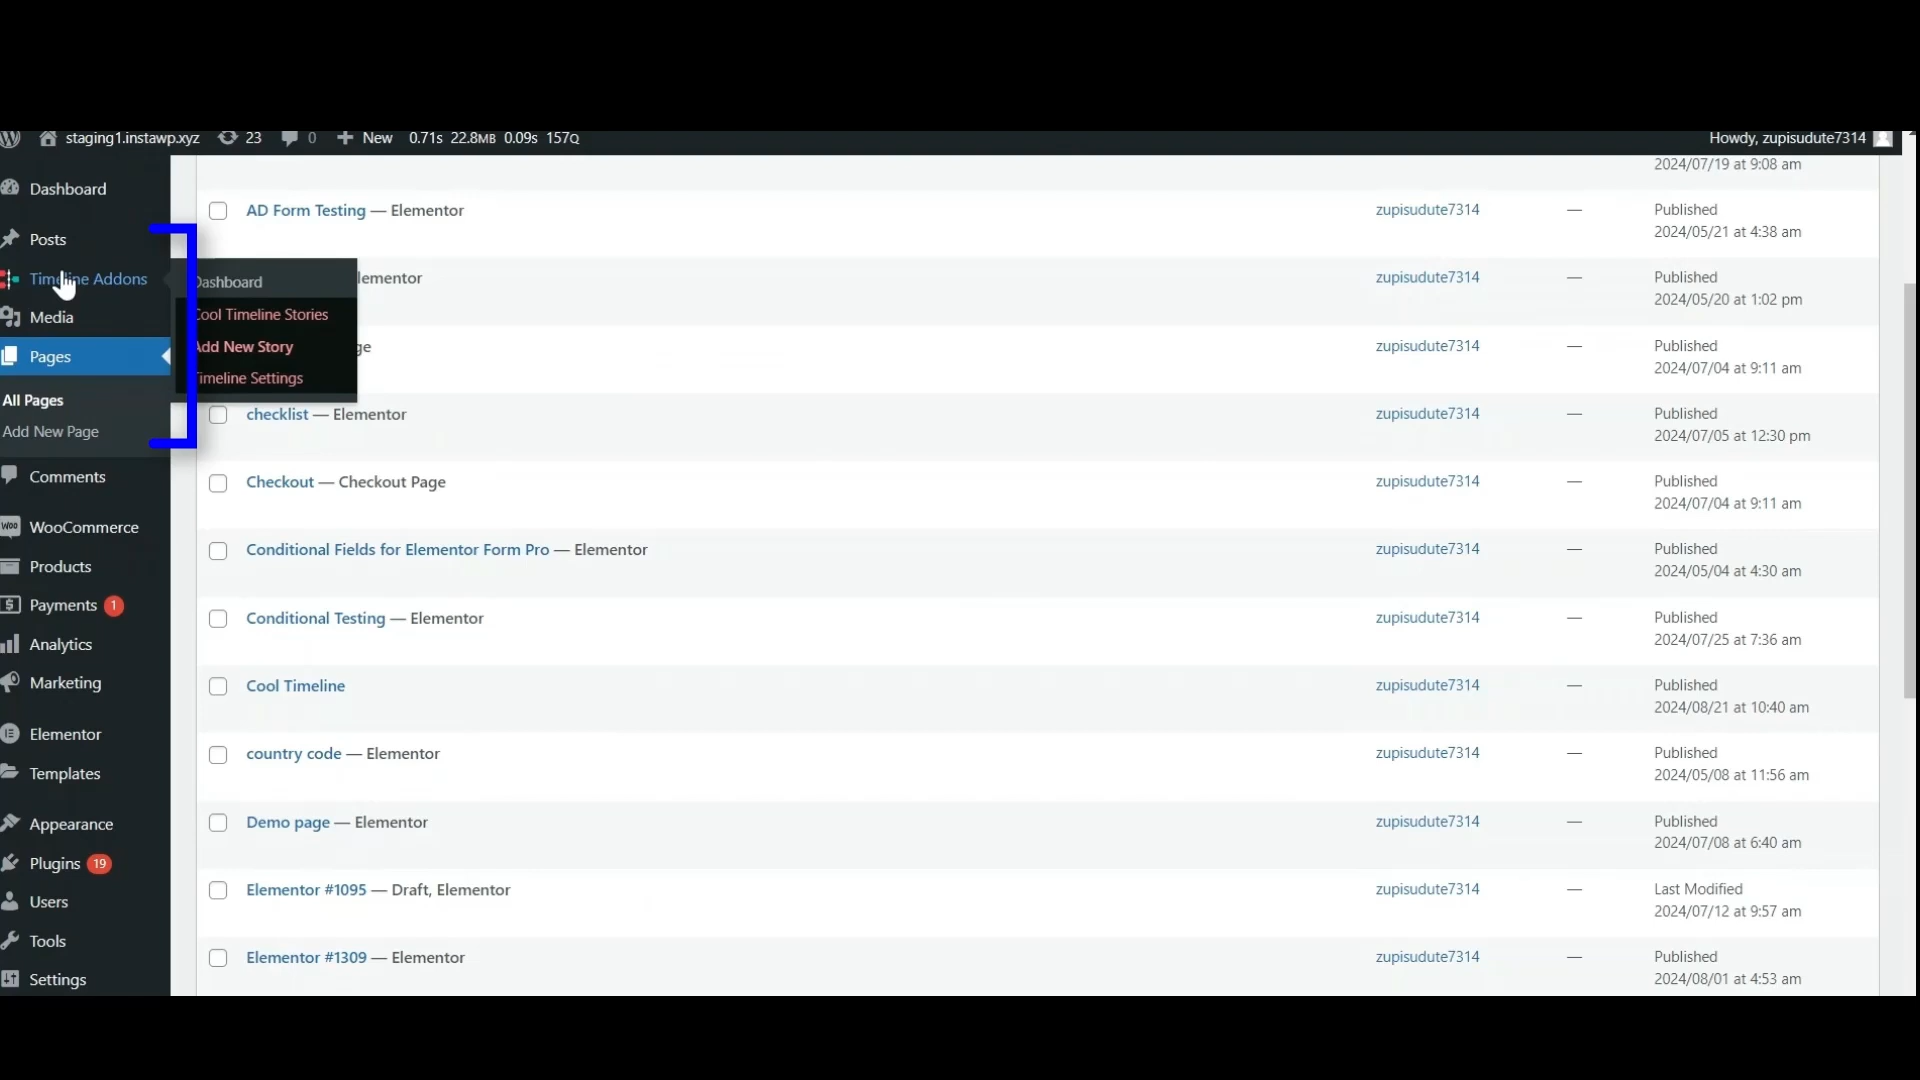 staging1.instawp.xyz 23 0 New 0.71s 22.8MB 0.09s 157Q Howdy, zupisudute7314
Dashboard
Posts
Timeline Addons
Media
Pages
All Pages
Add New Page
Comments
WooCommerce
Products
Payments 1
Analytics
Marketing
Elementor
Templates
Appearance
Plugins 19
Users
Tools
Settings
Dashboard
Cool Timeline Stories
Add New Story
Timeline Settings
2024/07/19 at 9:08 am
AD Form Testing — Elementor zupisudute7314 — Published
2024/05/21 at 4:38 am
Elementor zupisudute7314 — Published
2024/05/20 at 1:02 pm
ge zupisudute7314 — Published
2024/07/04 at 9:11 am
checklist — Elementor zupisudute7314 — Published
2024/07/05 at 12:30 pm
Checkout — Checkout Page zupisudute7314 — Published
2024/07/04 at 9:11 am
Conditional Fields for Elementor Form Pro — Elementor zupisudute7314 — Published
2024/05/04 at 4:30 am
Conditional Testing — Elementor zupisudute7314 — Published
2024/07/25 at 7:36 am
Cool Timeline zupisudute7314 — Published
2024/08/21 at 10:40 am
country code — Elementor zupisudute7314 — Published
2024/05/08 at 11:56 am
Demo page — Elementor zupisudute7314 — Published
2024/07/08 at 6:40 am
Elementor #1095 — Draft, Elementor zupisudute7314 — Last Modified
2024/07/12 at 9:57 am
Elementor #1309 — Elementor zupisudute7314 — Published
2024/08/01 at 4:53 am